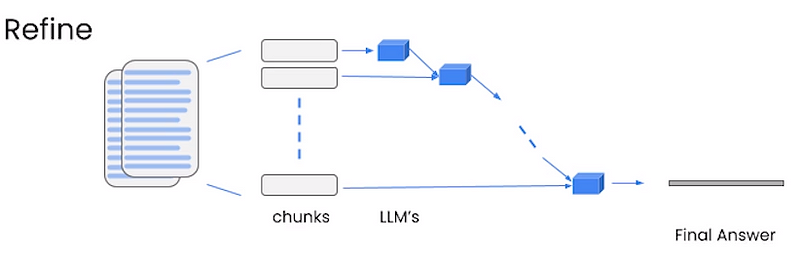 Refine
chunks
LLM's
Final Answer